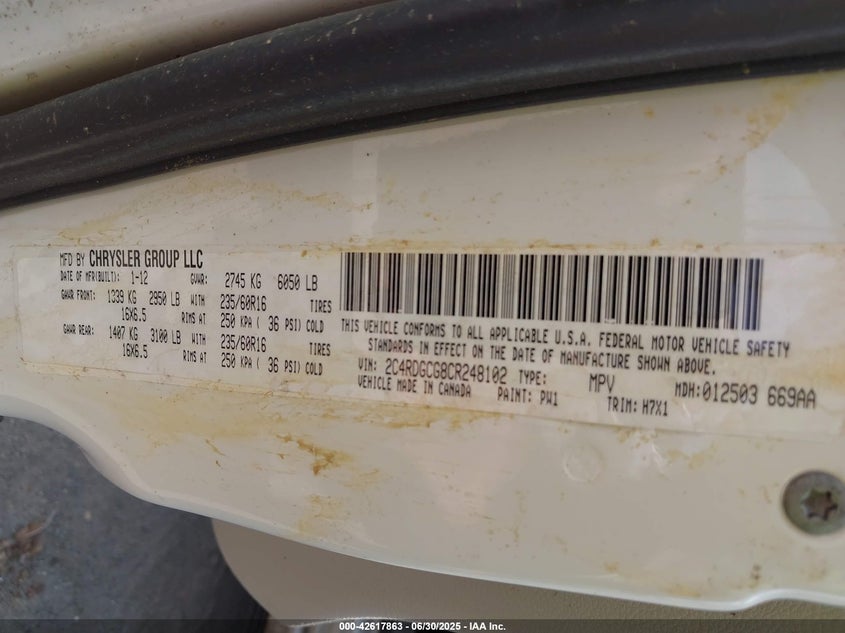 MFD BY CHRYSLER GROUP LLC
DATE OF MFR(BUILT): 1-12 GVWR: 2745 KG 6050 LB
GAWR FRONT: 1339 KG 2950 LB WITH 235/60R16 TIRES
16X6.5 RIMS AT 250 KPA ( 36 PSI) COLD
GAWR REAR: 1407 KG 3100 LB WITH 235/60R16 TIRES
16X6.5 RIMS AT 250 KPA ( 36 PSI) COLD
THIS VEHICLE CONFORMS TO ALL APPLICABLE U.S.A. FEDERAL MOTOR VEHICLE SAFETY
STANDARDS IN EFFECT ON THE DATE OF MANUFACTURE SHOWN ABOVE.
VIN: 2C4RDGCG8CR248102 TYPE: MPV MDH:012503 669AA
VEHICLE MADE IN CANADA PAINT: PW1 TRIM: H7X1
000-42617863 - 06/30/2025 - IAA Inc.